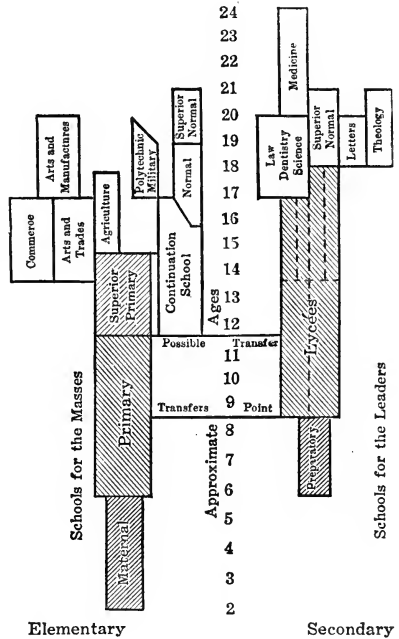 24
23
22
21
20
19
18
17
16
15
14
13
12
11
10
9
8
7
6
5
4
3
2
Ages
Approximate
Medicine
Superior Normal
Law
Dentistry
Science
Letters
Theology
Lycées
Preparatory
Schools for the Leaders
Secondary
Commerce
Arts and
Manufactures
Arts and
Trades
Agriculture
Polytechnic
Military
Superior Normal
Normal
Continuation
School
Superior
Primary
Primary
Maternal
Possible Transfer
Transfers Point
Schools for the Masses
Elementary